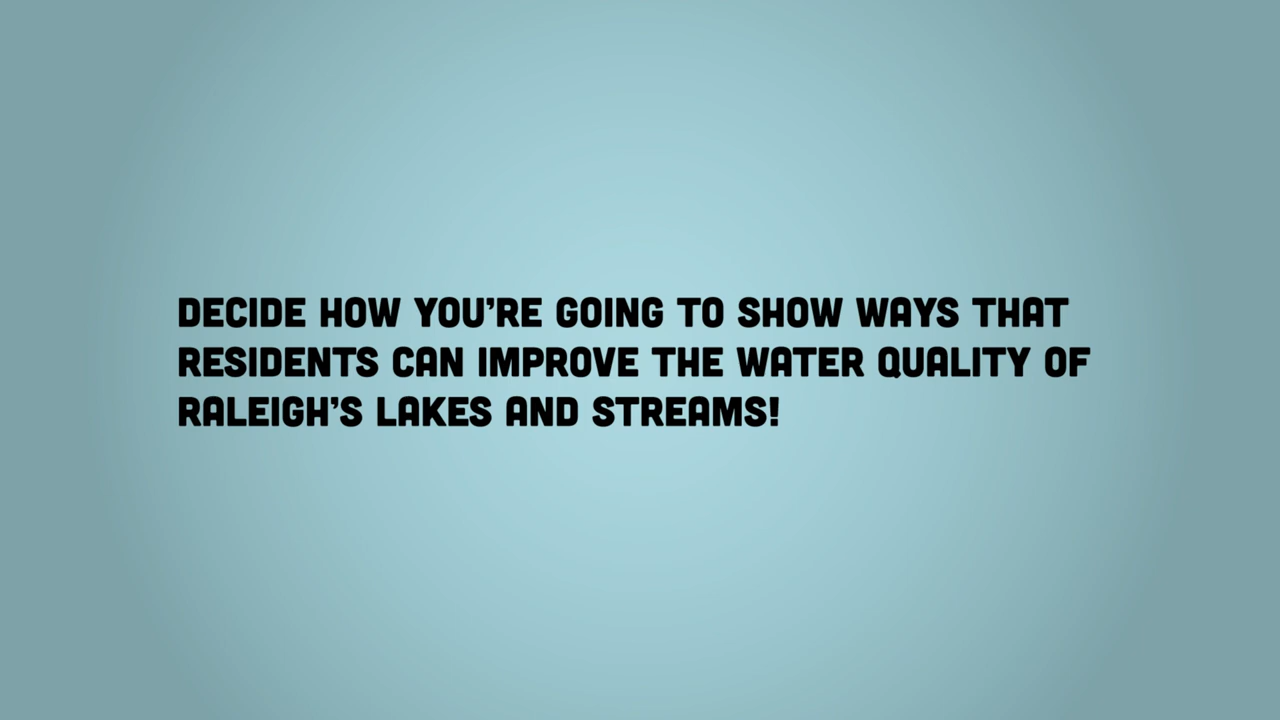 DECIDE HOW YOU'RE GOING TO SHOW WAYS THAT
RESIDENTS CAN IMPROVE THE WATER QUALITY OF
RALEIGH'S LAKES AND STREAMS!